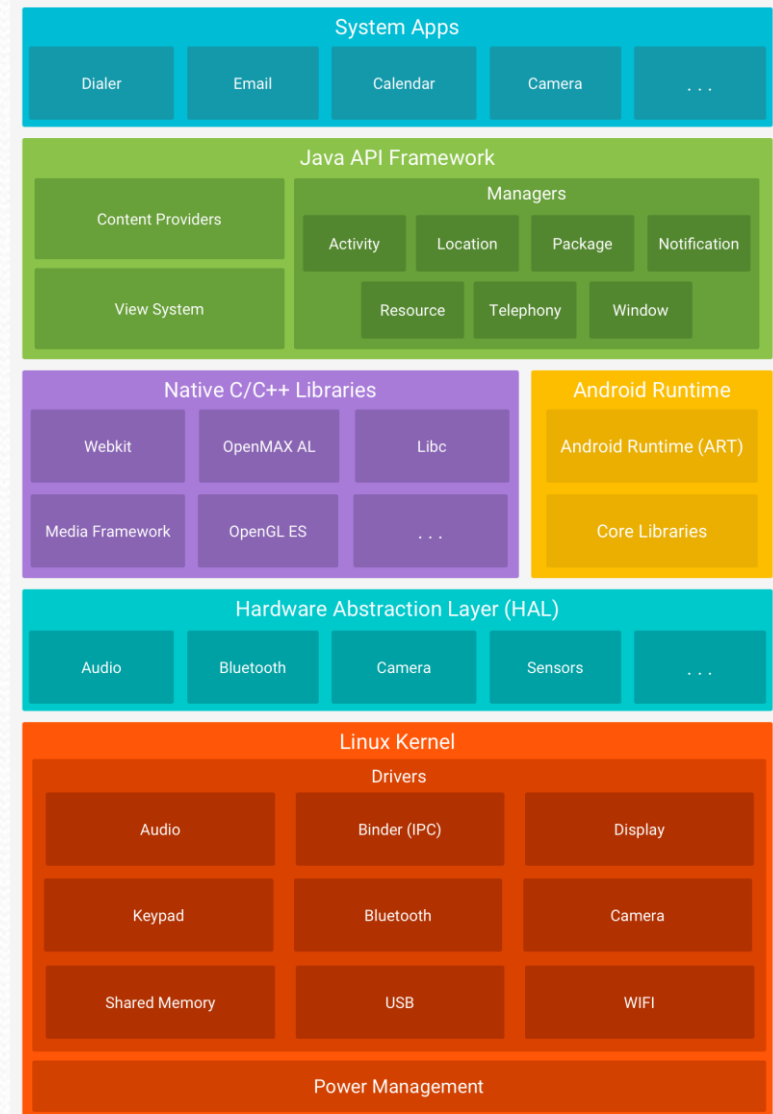 System Apps
Dialer
Email
Calendar
Camera
. . .
Java API Framework
Content Providers
View System
Managers
Activity
Location
Package
Notification
Resource
Telephony
Window
Native C/C++ Libraries
Webkit
OpenMAX AL
Libc
Media Framework
OpenGL ES
. . .
Android Runtime
Android Runtime (ART)
Core Libraries
Hardware Abstraction Layer (HAL)
Audio
Bluetooth
Camera
Sensors
. . .
Linux Kernel
Drivers
Audio
Binder (IPC)
Display
Keypad
Bluetooth
Camera
Shared Memory
USB
WIFI
Power Management